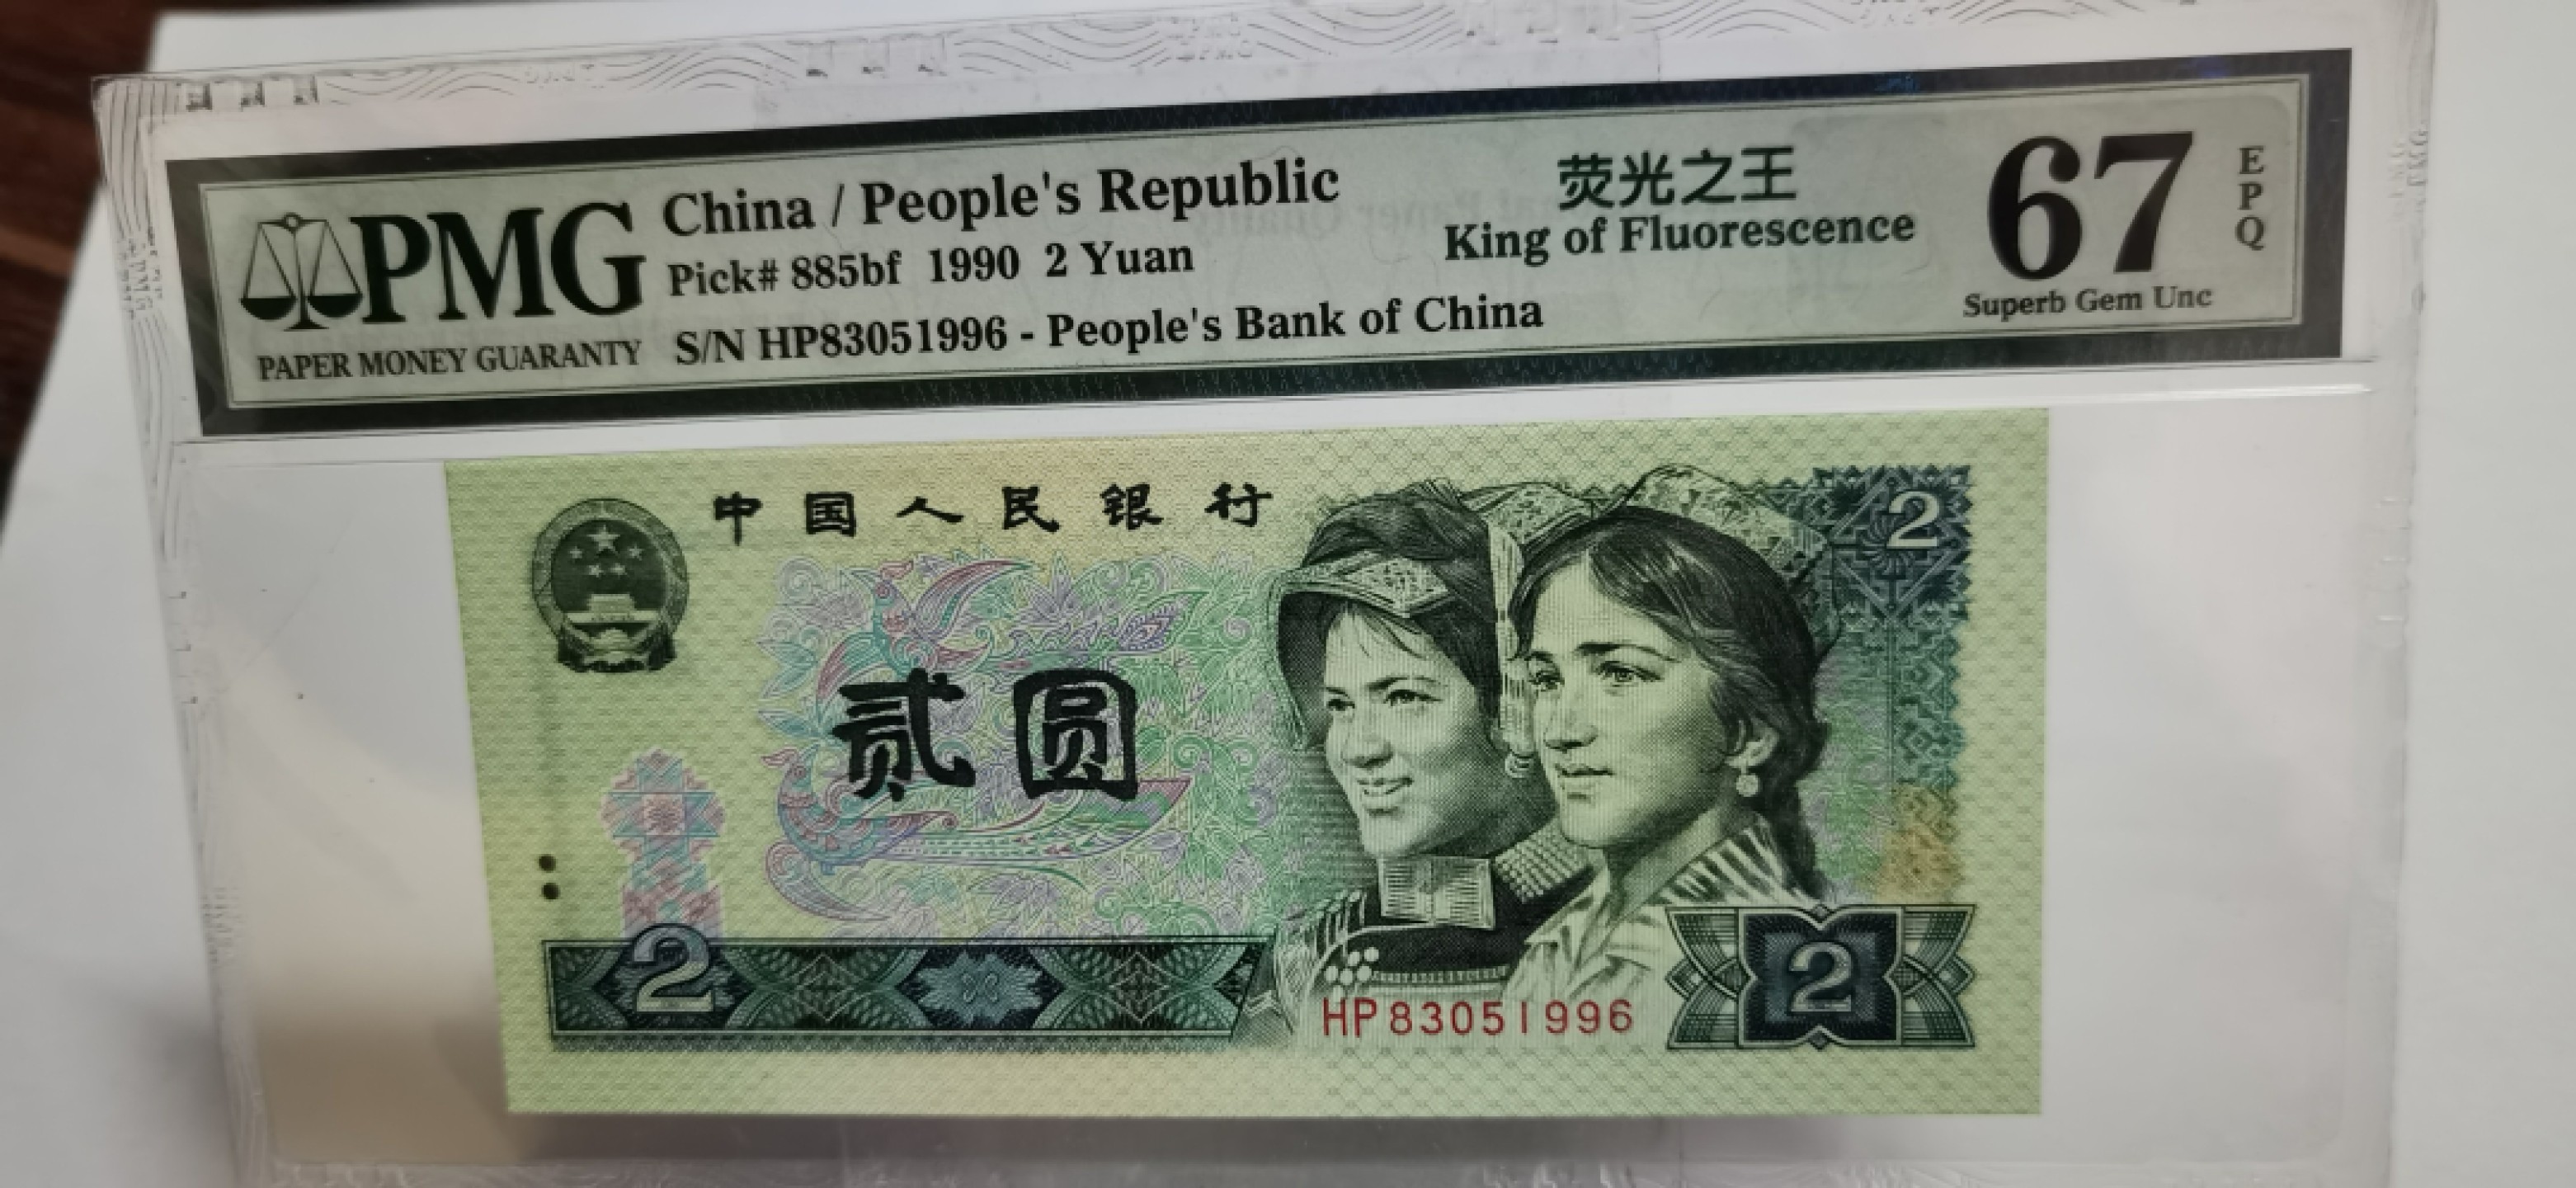 PMG
PAPER MONEY GUARANTY
China / People's Republic
Pick# 885bf 1990 2 Yuan
S/N HP83051996 - People's Bank of China
荧光之王
King of Fluorescence
67
EPQ
Superb Gem Unc
中国人民银行
2
贰圆
2
HP83051996
2